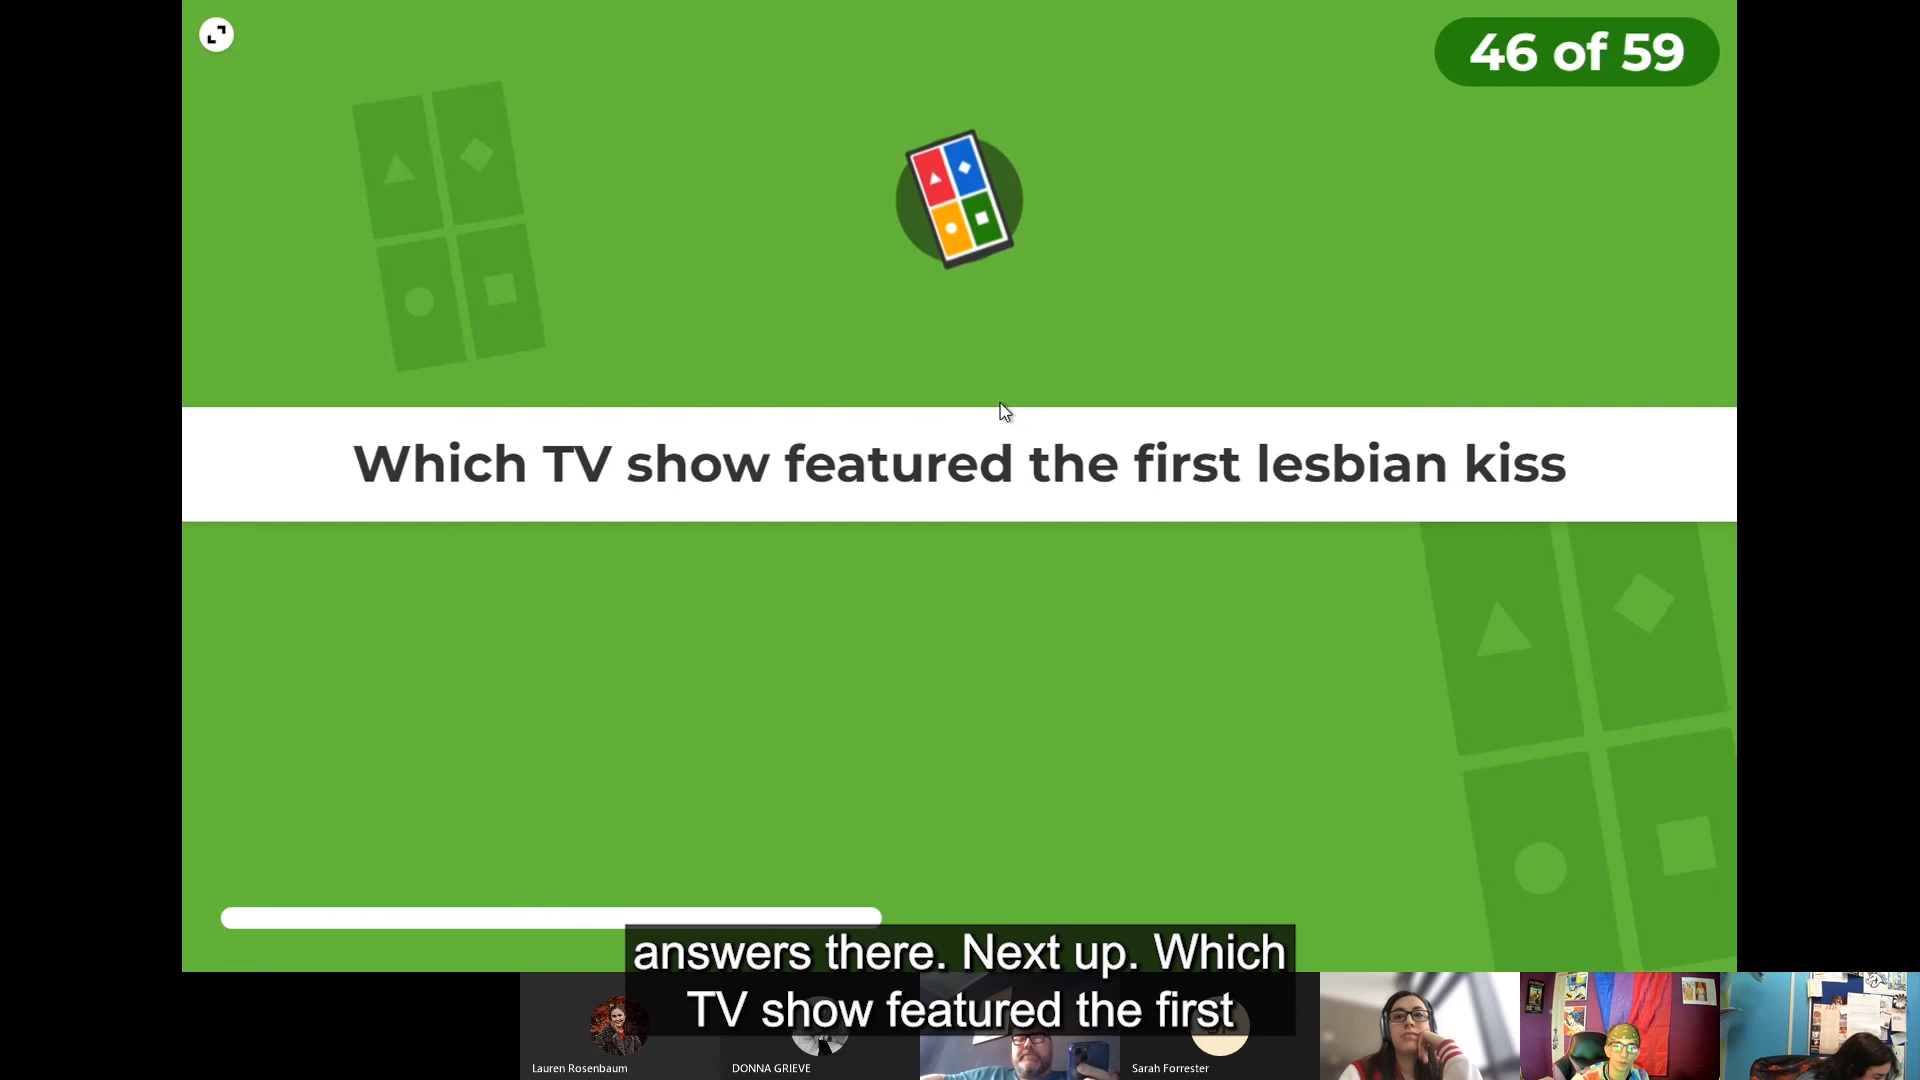 46 of 59
Which TV show featured the first lesbian kiss
answers there. Next up. Which
TV show featured the first
Lauren Rosenbaum
DONNA GRIEVE
Sarah Forrester